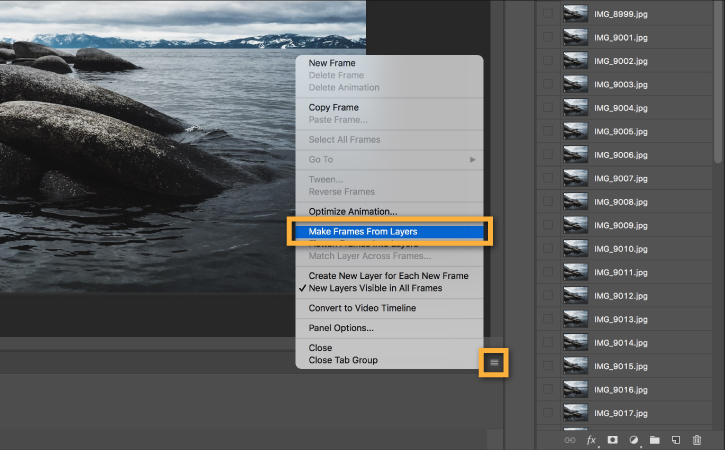 New Frame
Delete Frame
Delete Animation
Copy Frame
Paste Frame...
Select All Frames
Go To
Tween...
Reverse Frames
Optimize Animation...
Make Frames From Layers
Flatten Frames Into Layers
Match Layer Across Frames...
Create New Layer for Each New Frame
New Layers Visible in All Frames
Convert to Video Timeline
Panel Options...
Close
Close Tab Group
IMG_8999.jpg
IMG_9001.jpg
IMG_9002.jpg
IMG_9003.jpg
IMG_9004.jpg
IMG_9005.jpg
IMG_9006.jpg
IMG_9007.jpg
IMG_9008.jpg
IMG_9009.jpg
IMG_9010.jpg
IMG_9011.jpg
IMG_9012.jpg
IMG_9013.jpg
IMG_9014.jpg
IMG_9015.jpg
IMG_9016.jpg
IMG_9017.jpg
fx